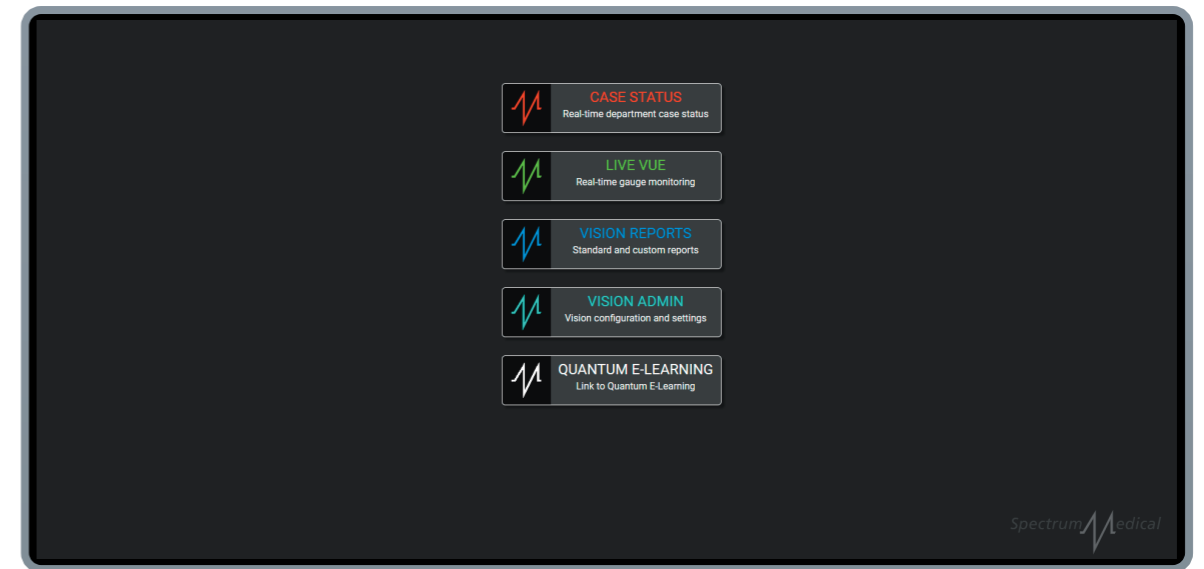 CASE STATUS
Real-time department case status
LIVE VUE
Real-time gauge monitoring
VISION REPORTS
Standard and custom reports
VISION ADMIN
Vision configuration and settings
QUANTUM E-LEARNING
Link to Quantum E-Learning
Spectrum Medical